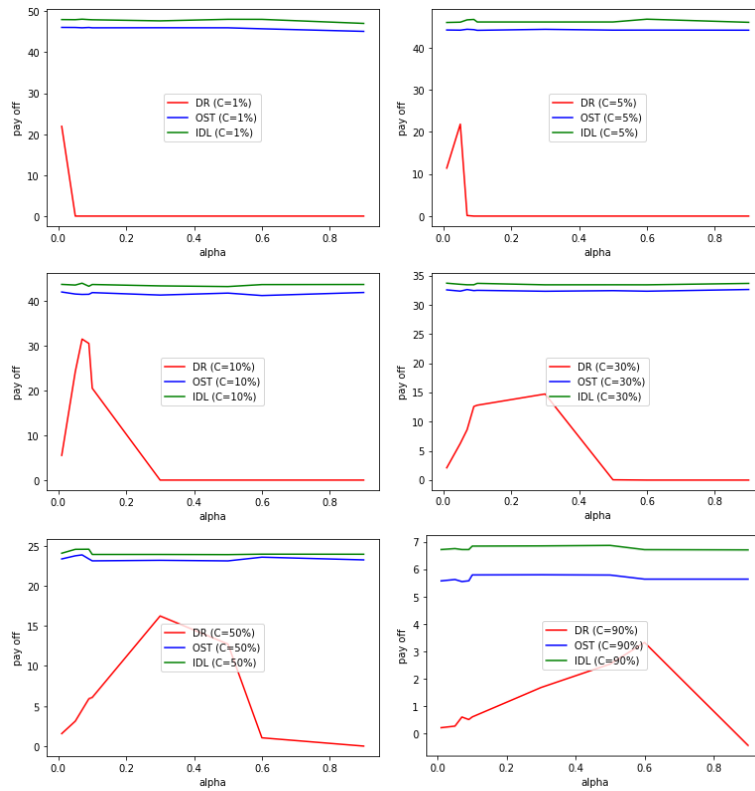 50
40
30
20
10
0
pay off
DR (C=1%)
OST (C=1%)
IDL (C=1%)
0.0 0.2 0.4 0.6 0.8
alpha
40
30
20
10
0
pay off
DR (C=5%)
OST (C=5%)
IDL (C=5%)
0.0 0.2 0.4 0.6 0.8
alpha
40
30
20
10
0
pay off
DR (C=10%)
OST (C=10%)
IDL (C=10%)
0.0 0.2 0.4 0.6 0.8
alpha
35
30
25
20
15
10
5
0
pay off
DR (C=30%)
OST (C=30%)
IDL (C=30%)
0.0 0.2 0.4 0.6 0.8
alpha
25
20
15
10
5
0
pay off
DR (C=50%)
OST (C=50%)
IDL (C=50%)
0.0 0.2 0.4 0.6 0.8
alpha
7
6
5
4
3
2
1
0
pay off
DR (C=90%)
OST (C=90%)
IDL (C=90%)
0.0 0.2 0.4 0.6 0.8
alpha